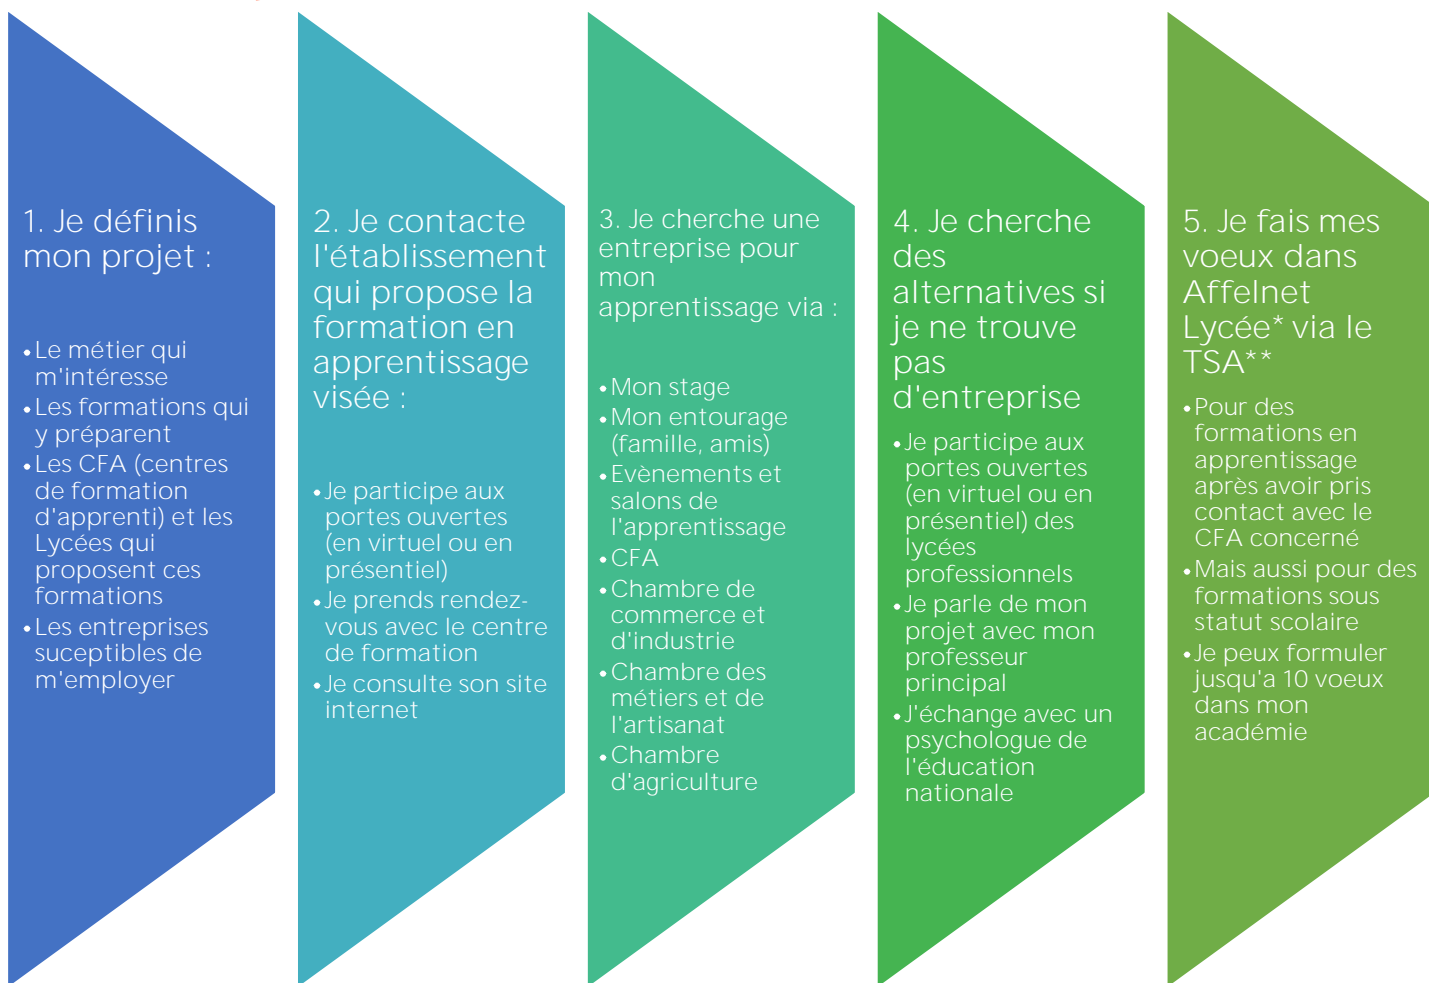 1. Je définis
mon projet :
•Le métier qui
m'intéresse
•Les formations qui
y préparent
•Les CFA (centres
de formation
d'apprenti) et les
Lycées qui
proposent ces
formations
•Les entreprises
suceptibles de
m'employer
2. Je contacte
l'établissement
qui propose la
formation en
apprentissage
visée :
•Je participe aux
portes ouvertes
(en virtuel ou en
présentiel)
•Je prends rendez-
vous avec le centre
de formation
•Je consulte son site
internet
3. Je cherche une
entreprise pour
mon
apprentissage via :
•Mon stage
•Mon entourage
(famille, amis)
•Evènements et
salons de
l'apprentissage
•CFA
•Chambre de
commerce et
d'industrie
•Chambre des
métiers et de
l'artisanat
•Chambre
d'agriculture
4. Je cherche
des
alternatives si
je ne trouve
pas
d'entreprise
•Je participe aux
portes ouvertes
(en virtuel ou en
présentiel) des
lycées
professionnels
•Je parle de mon
projet avec mon
professeur
principal
•J'échange avec un
psychologue de
l'éducation
nationale
5. Je fais mes
voeux dans
Affelnet
Lycée* via le
TSA**
•Pour des
formations en
apprentissage
après avoir pris
contact avec le
CFA concerné
•Mais aussi pour des
formations sous
statut scolaire
•Je peux formuler
jusqu'a 10 voeux
dans mon
académie